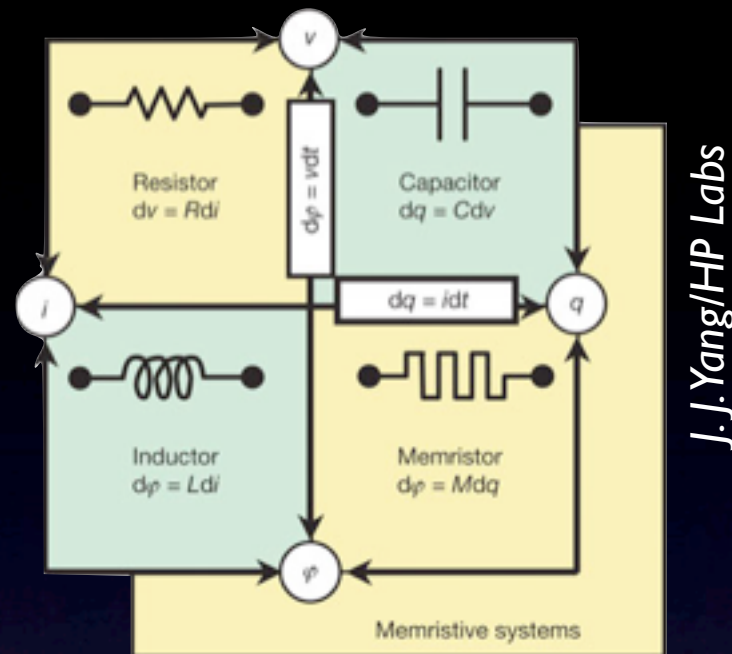 v
Resistor
dv = Rdi
dφ = vdt
Capacitor
dq = Cdv
i
dq = idt
q
Inductor
dφ = Ldi
Memristor
dφ = Mdq
φ
Memristive systems
J.J.Yang/HP Labs